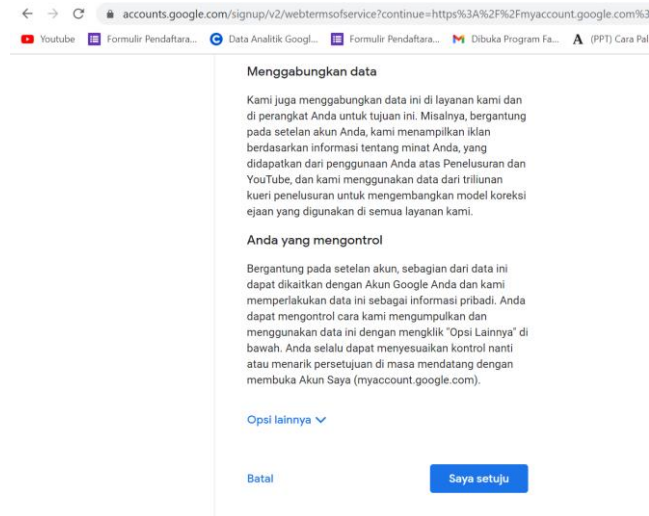 accounts.google.com/signup/v2/webtermsofservice?continue=https%3A%2F%2Fmyaccount.google.com%3
Youtube Formulir Pendaftara... Data Analitik Googl... Formulir Pendaftara... Dibuka Program Fa... A (PPT) Cara Pal
Menggabungkan data
Kami juga menggabungkan data ini di layanan kami dan
di perangkat Anda untuk tujuan ini. Misalnya, bergantung
pada setelan akun Anda, kami menampilkan iklan
berdasarkan informasi tentang minat Anda, yang
didapatkan dari penggunaan Anda atas Penelusuran dan
YouTube, dan kami menggunakan data dari triliunan
kueri penelusuran untuk mengembangkan model koreksi
ejaan yang digunakan di semua layanan kami.
Anda yang mengontrol
Bergantung pada setelan akun, sebagian dari data ini
dapat dikaitkan dengan Akun Google Anda dan kami
memperlakukan data ini sebagai informasi pribadi. Anda
dapat mengontrol cara kami mengumpulkan dan
menggunakan data ini dengan mengklik "Opsi Lainnya" di
bawah. Anda selalu dapat menyesuaikan kontrol nanti
atau menarik persetujuan di masa mendatang dengan
membuka Akun Saya (myaccount.google.com).
Opsi lainnya
Batal Saya setuju